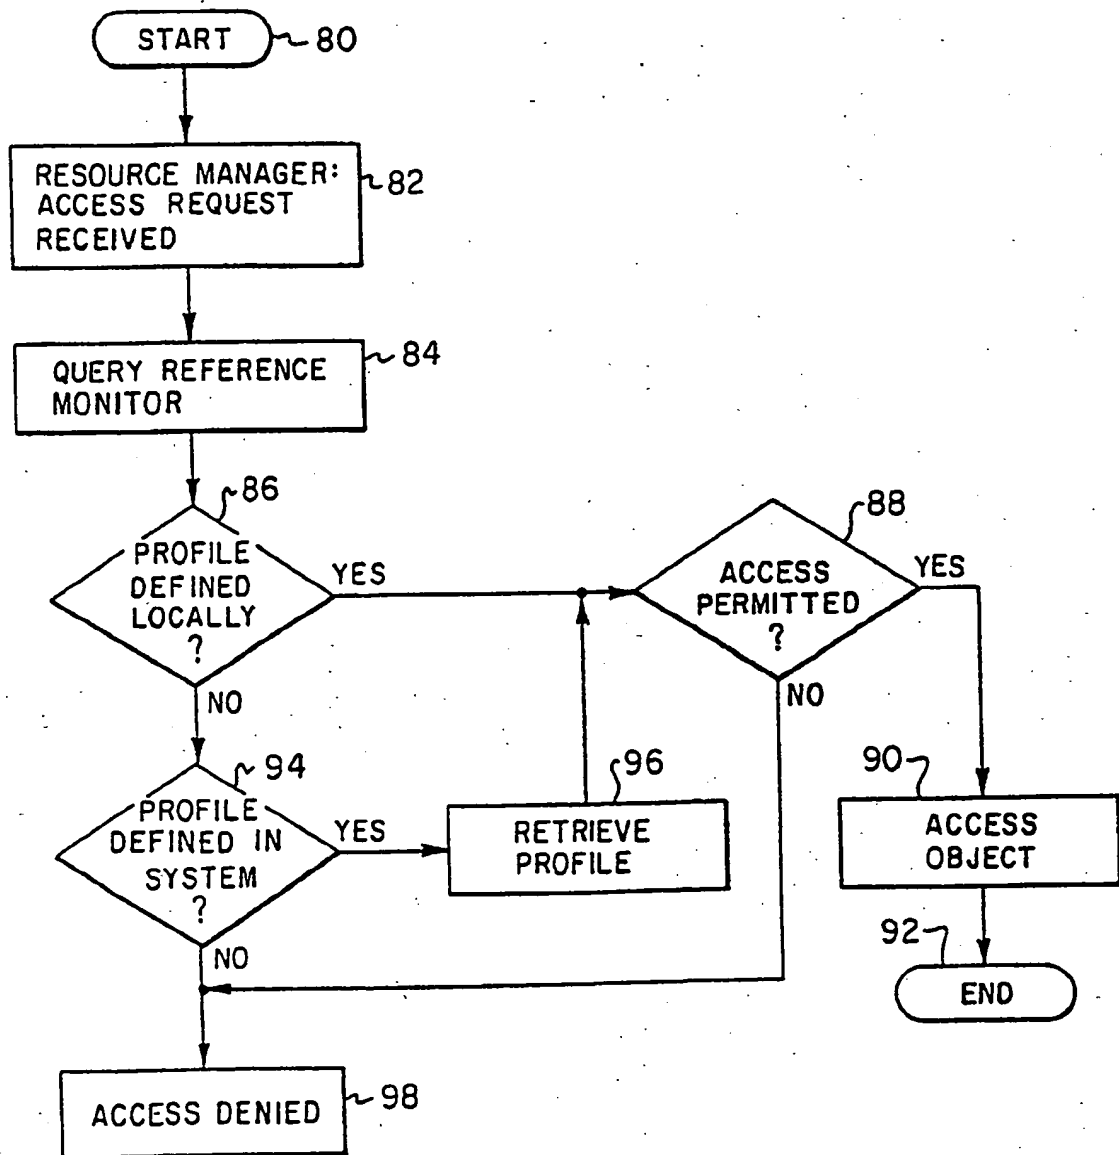 START
80
RESOURCE MANAGER:
ACCESS REQUEST
RECEIVED
82
QUERY REFERENCE
MONITOR
84
86
PROFILE
DEFINED
LOCALLY
?
YES
NO
88
ACCESS
PERMITTED
?
YES
NO
94
PROFILE
DEFINED IN
SYSTEM
?
YES
NO
96
RETRIEVE
PROFILE
90
ACCESS
OBJECT
92
END
ACCESS DENIED
98